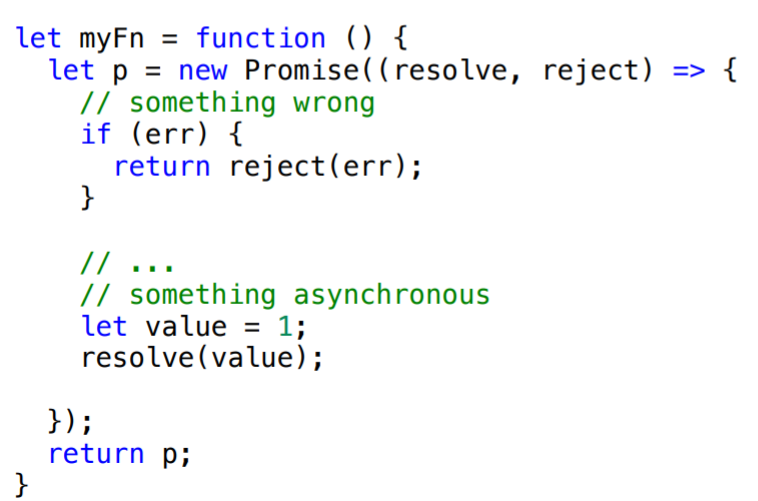 let myFn = function () {
  let p = new Promise((resolve, reject) => {
    // something wrong
    if (err) {
      return reject(err);
    }

    // ...
    // something asynchronous
    let value = 1;
    resolve(value);

  });
  return p;
}